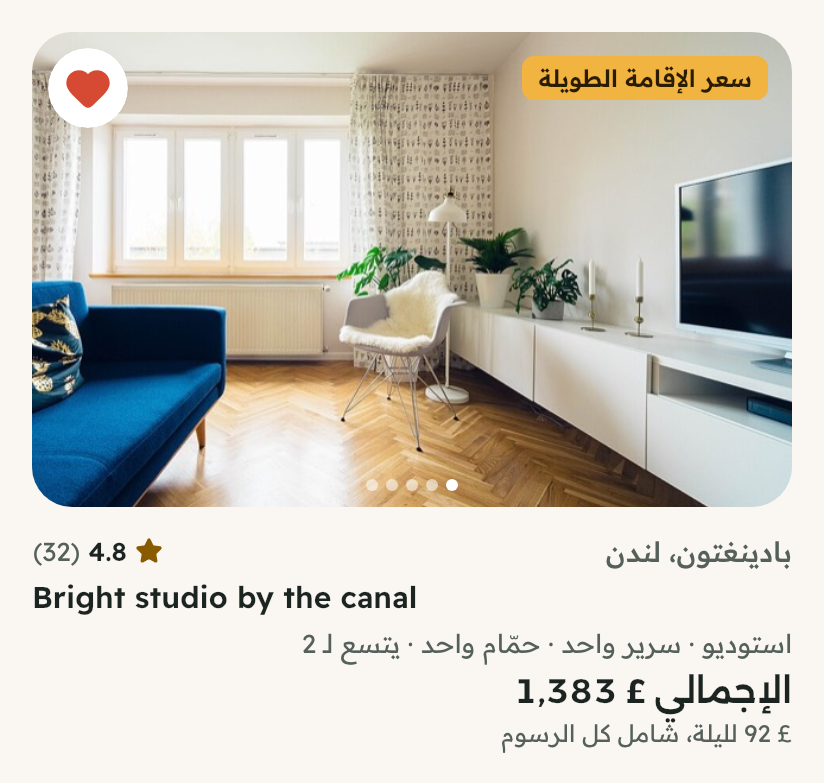 سعر الإقامة الطويلة
بادينغتون، لندن
★ 4.8 (32)
Bright studio by the canal
استوديو · سرير واحد · حمّام واحد · يتسع لـ 2
الإجمالي £ 1,383
£ 92 لليلة، شامل كل الرسوم